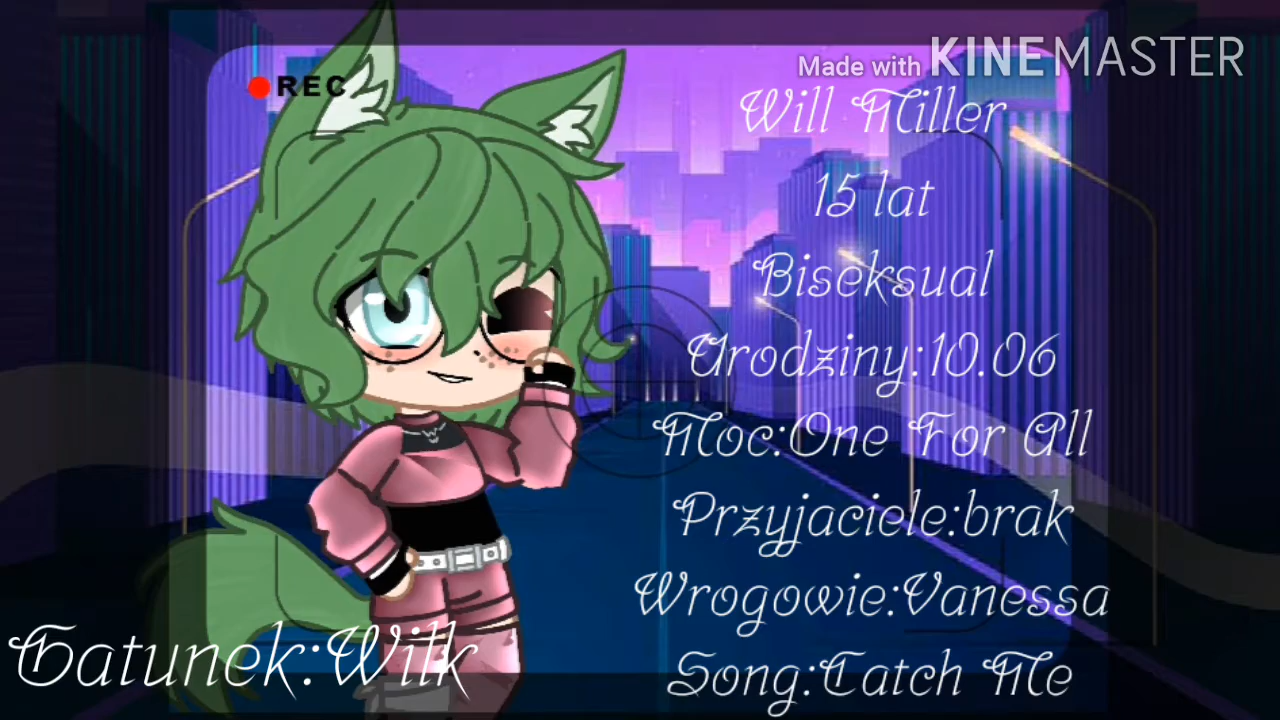 Made with KINEMASTER
REC
Will Miller
15 lat
Biseksual
Urodziny:10.06
Moc:One For All
Przyjaciele:brak
Wrogowie:Vanessa
Song:Catch Me
Gatunek:Wilk